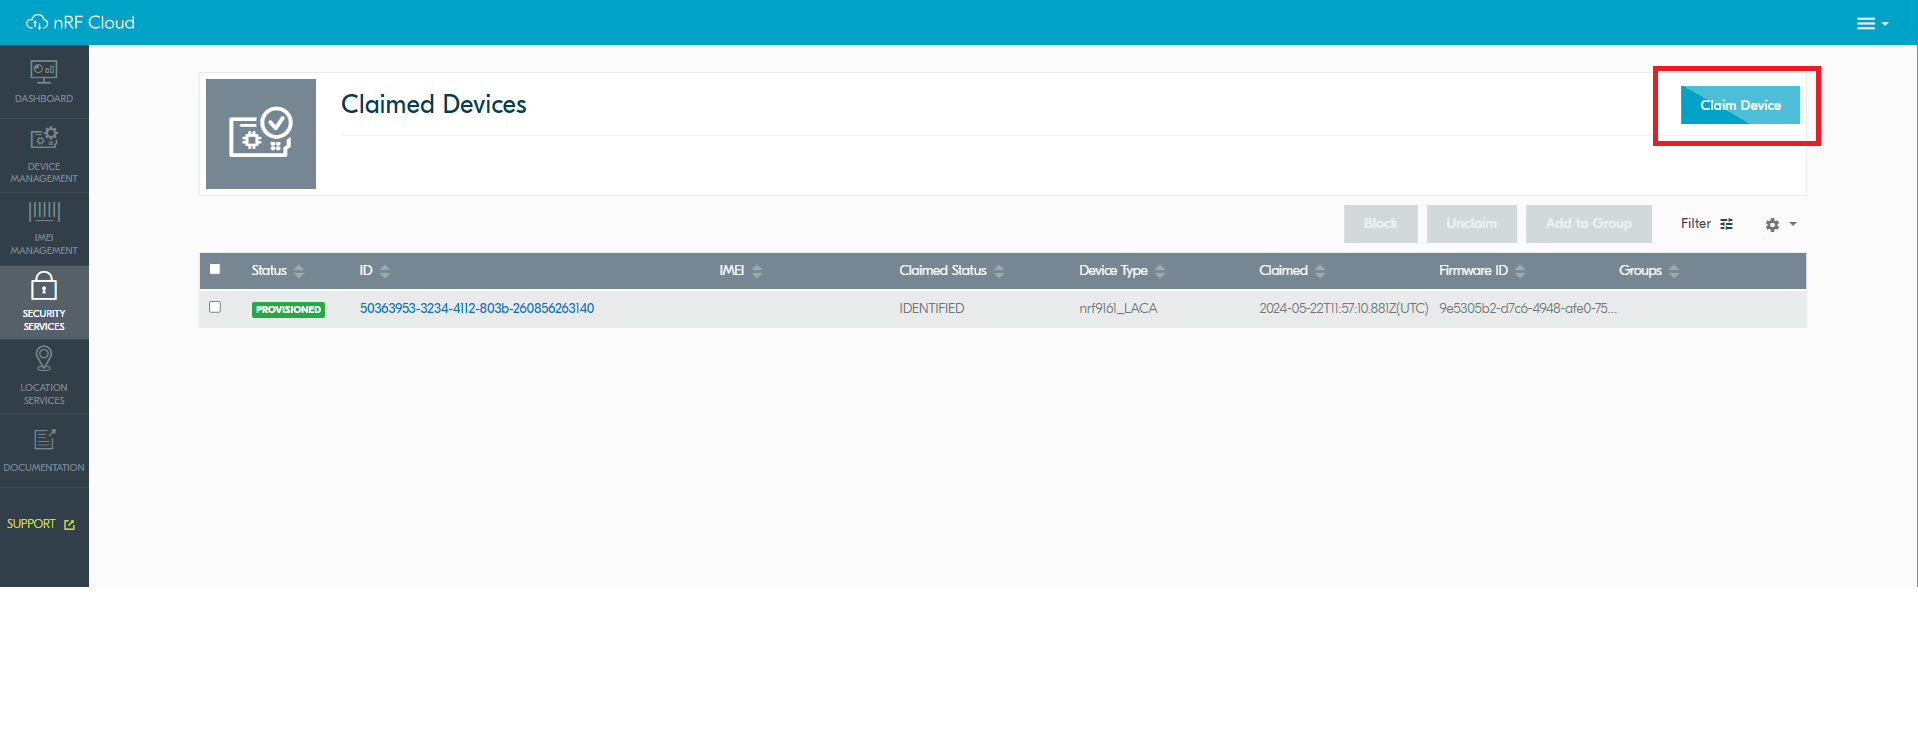 nRF Cloud
DASHBOARD
DEVICE
MANAGEMENT
IMEI
MANAGEMENT
SECURITY
SERVICES
LOCATION
SERVICES
DOCUMENTATION
SUPPORT
Claimed Devices
Claim Device
Block Unclaim Add to Group Filter
Status ID IMEI Claimed Status Device Type Claimed Firmware ID Groups
PROVISIONED 50363953-3234-4112-803b-260856263140 IDENTIFIED nrf9161_LACA 2024-05-22T11:57:10.881Z(UTC) 9e5305b2-d7c6-4948-afe0-75...